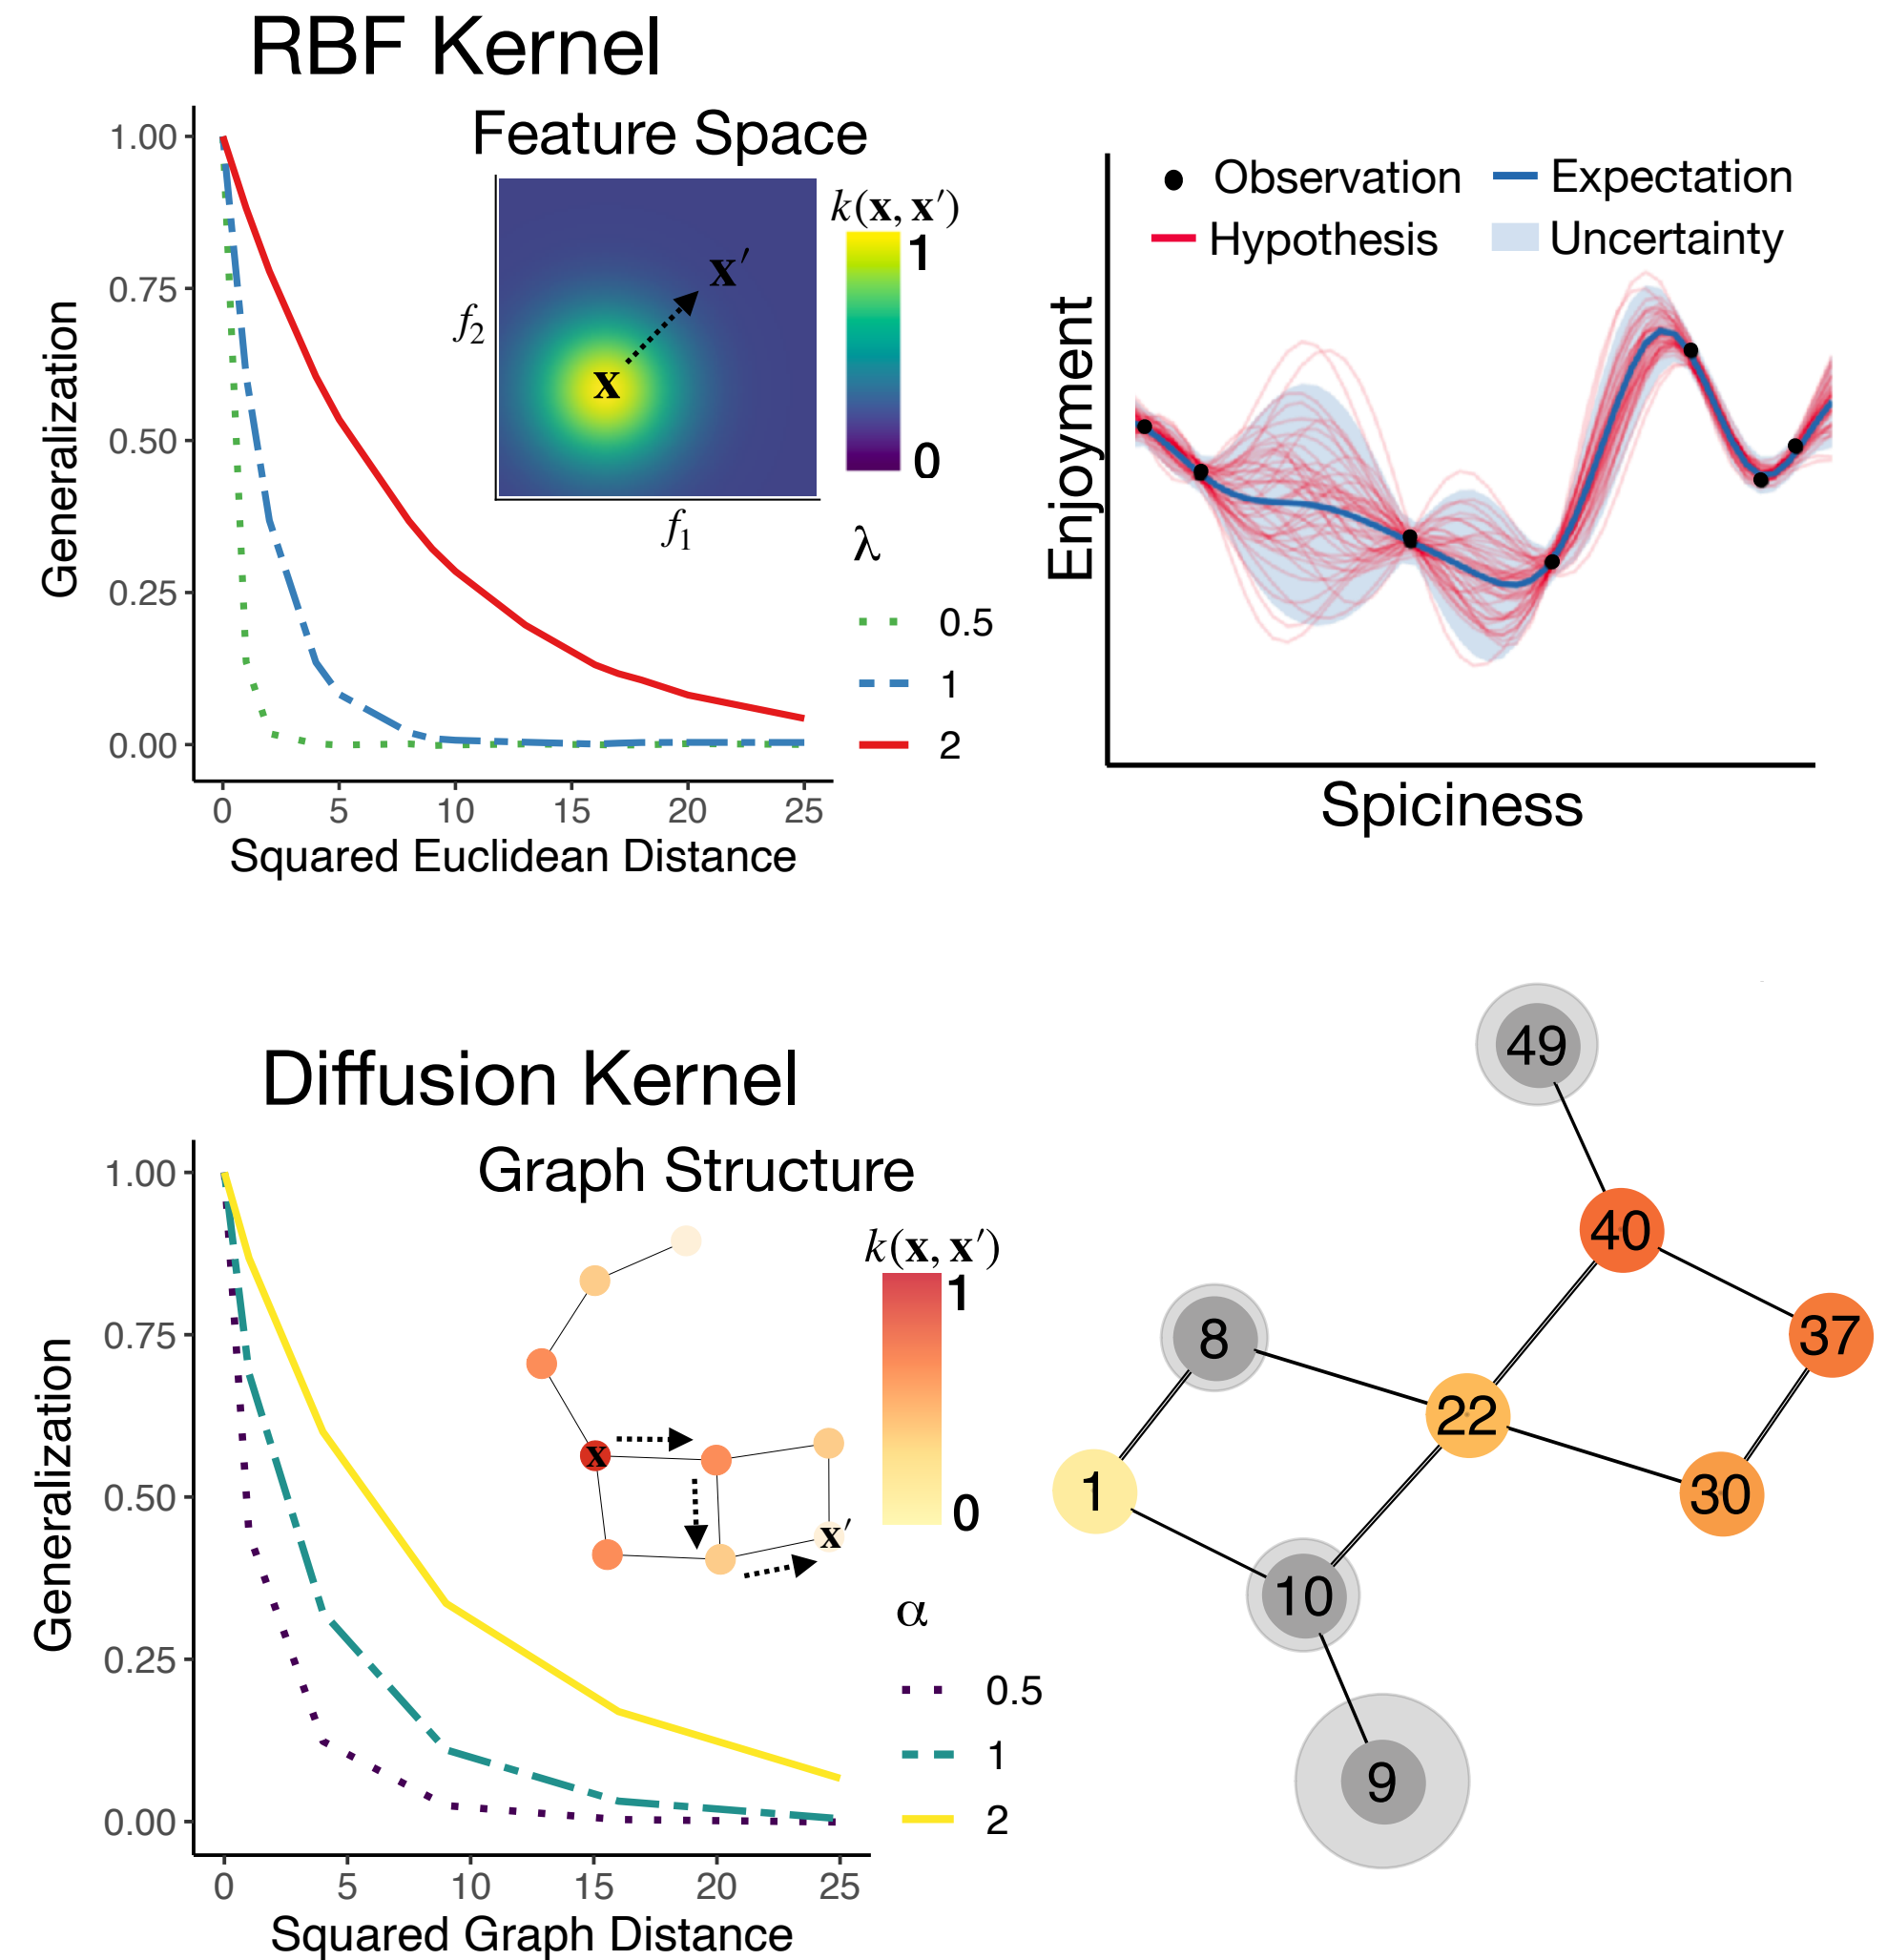 RBF Kernel
Feature Space
1.00
0.75
0.50
0.25
0.00
Generalization
0
5
10
15
20
25
Squared Euclidean Distance
f2
f1
x
x′
k(x, x′)
1
0
λ
0.5
1
2
Observation
Expectation
Hypothesis
Uncertainty
Enjoyment
Spiciness
Diffusion Kernel
Graph Structure
1.00
0.75
0.50
0.25
0.00
Generalization
0
5
10
15
20
25
Squared Graph Distance
x
x′
k(x, x′)
1
0
α
0.5
1
2
49
40
37
8
22
30
1
10
9